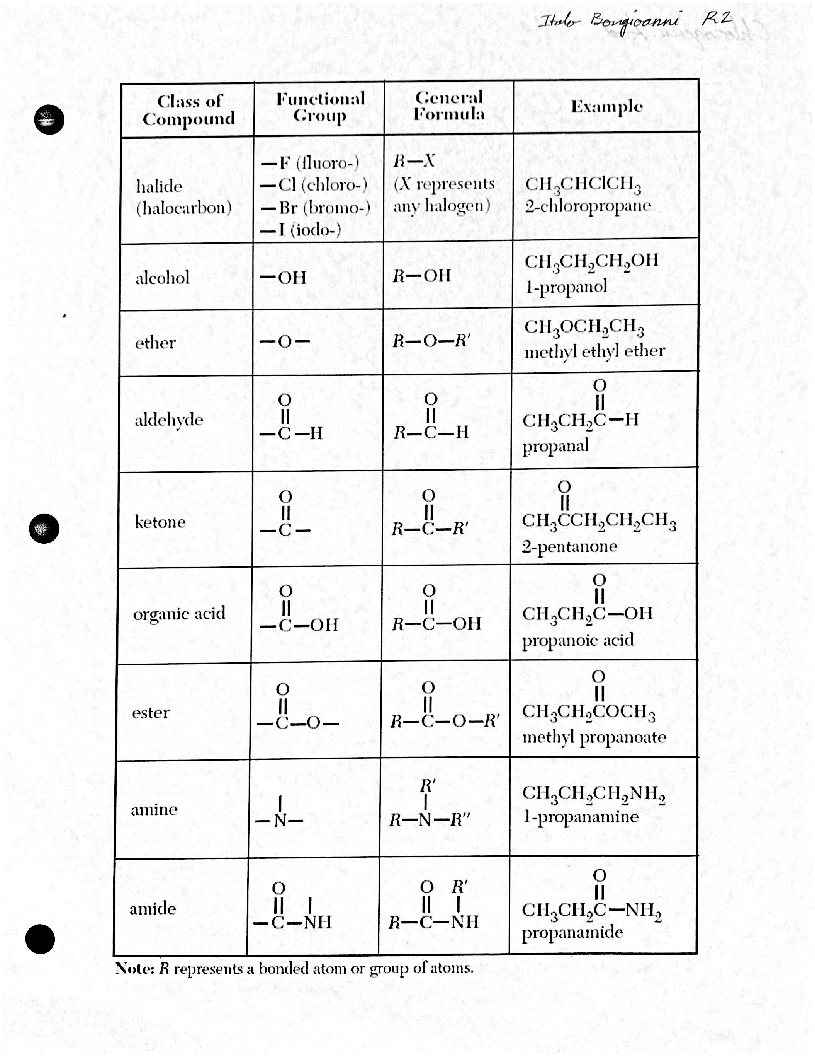 Italo Bongioanni R2
Class of Compound
Functional Group
General Formula
Example
halide
(halocarbon)
—F (fluoro-)
—Cl (chloro-)
—Br (bromo-)
—I (iodo-)
R—X
(X represents
any halogen)
CH₃CHClCH₃
2-chloropropane
alcohol
—OH
R—OH
CH₃CH₂CH₂OH
1-propanol
ether
—O—
R—O—R'
CH₃OCH₂CH₃
methyl ethyl ether
aldehyde
O
||
—C—H
O
||
R—C—H
O
||
CH₃CH₂C—H
propanal
ketone
O
||
—C—
O
||
R—C—R'
O
||
CH₃CCH₂CH₂CH₃
2-pentanone
organic acid
O
||
—C—OH
O
||
R—C—OH
O
||
CH₃CH₂C—OH
propanoic acid
ester
O
||
—C—O—
O
||
R—C—O—R'
O
||
CH₃CH₂COCH₃
methyl propanoate
amine
|
—N—
R'
|
R—N—R''
CH₃CH₂CH₂NH₂
1-propanamine
amide
O
|| |
—C—NH
O R'
|| |
R—C—NH
O
||
CH₃CH₂C—NH₂
propanamide
Note: R represents a bonded atom or group of atoms.